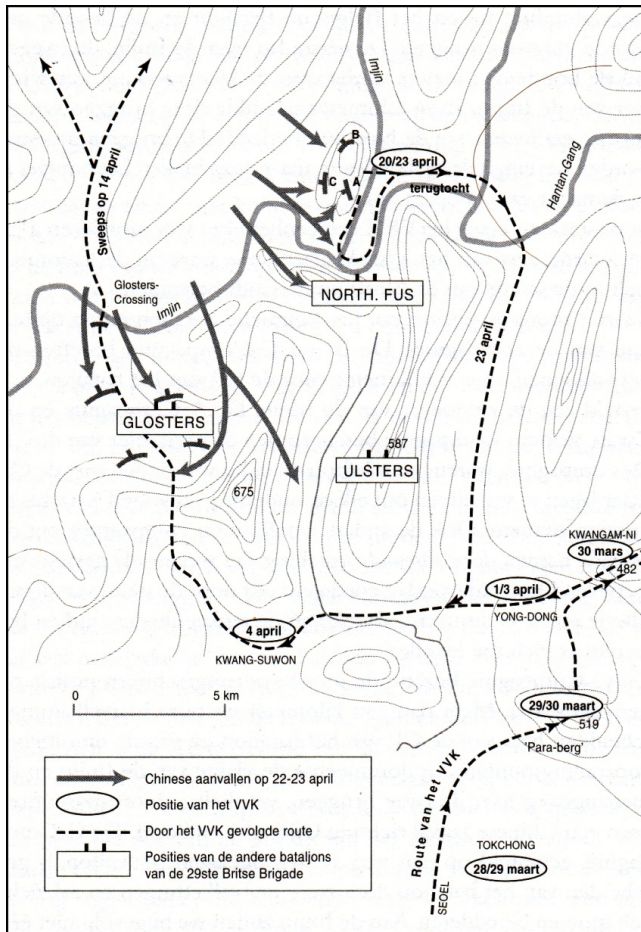 Imjin
B
20/23 april
C
A
terugtocht
Hantan-Gang
Sweeps op 14 april
Glosters-
Crossing
Imjin
NORTH. FUS
23 april
GLOSTERS
587
ULSTERS
675
KWANGAM-NI
30 mars
482
1/3 april
YONG-DONG
4 april
KWANG-SUWON
0
5 km
29/30 maart
519
'Para-berg'
Route van het VVK
TOKCHONG
28/29 maart
SEOEL
Chinese aanvallen op 22-23 april
Positie van het VVK
Door het VVK gevolgde route
Posities van de andere bataljons
van de 29ste Britse Brigade